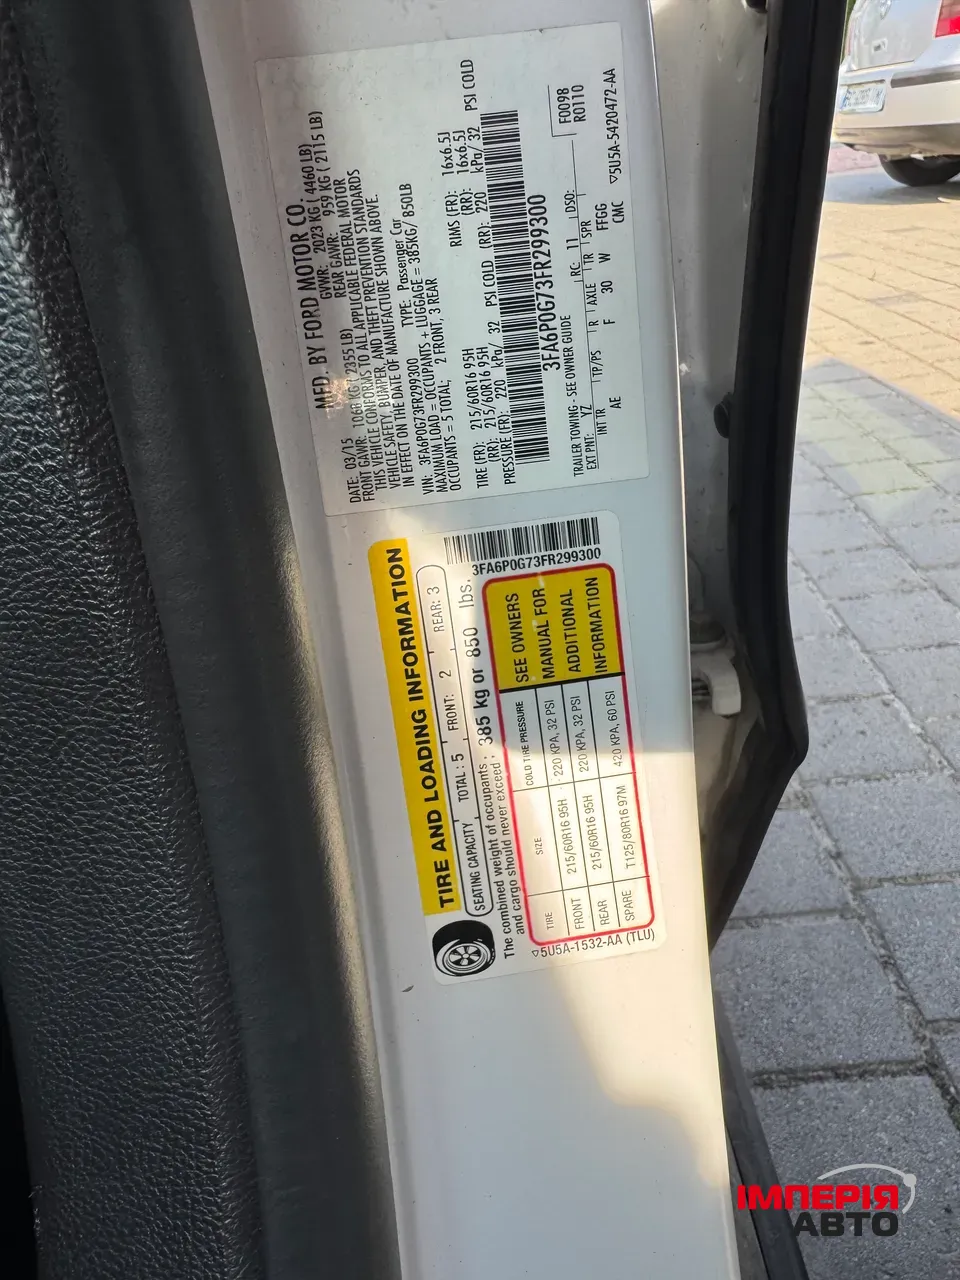 MFD. BY FORD MOTOR CO.
DATE: 03/15 GVWR: 2023 KG ( 4460 LB)
FRONT GAWR: 1068 KG ( 2355 LB) REAR GAWR: 959 KG ( 2115 LB)
THIS VEHICLE CONFORMS TO ALL APPLICABLE FEDERAL MOTOR
VEHICLE SAFETY, BUMPER, AND THEFT PREVENTION STANDARDS
IN EFFECT ON THE DATE OF MANUFACTURE SHOWN ABOVE.
VIN: 3FA6P0G73FR299300 TYPE: Passenger Car
MAXIMUM LOAD = OCCUPANTS + LUGGAGE = 385KG/ 850LB
OCCUPANTS = 5 TOTAL; 2 FRONT, 3 REAR
TIRE (FR): 215/60R16 95H RIMS (FR): 16x6.5J
(RR): 215/60R16 95H (RR): 16x6.5J
PRESSURE (FR): 220 kPa/ 32 PSI COLD (RR): 220 kPa/ 32 PSI COLD
3FA6P0G73FR299300
F0098
R0110
TRAILER TOWING - SEE OWNER GUIDE
EXT PNT: YZ RC: 11 DSO:
INT TR TP/PS R AXLE TR SPR
AE F 30 W FFGG
CMC ▽5U5A-5420472-AA
3FA6P0G73FR299300
TIRE AND LOADING INFORMATION
SEATING CAPACITY TOTAL: 5 FRONT: 2 REAR: 3
The combined weight of occupants
and cargo should never exceed : 385 kg or 850 lbs.
TIRE SIZE COLD TIRE PRESSURE
FRONT 215/60R16 95H 220 KPA, 32 PSI
REAR 215/60R16 95H 220 KPA, 32 PSI
SPARE T125/80R16 97M 420 KPA, 60 PSI
SEE OWNERS
MANUAL FOR
ADDITIONAL
INFORMATION
▽5U5A-1532-AA (TLU)
ІМПЕРІЯ
АВТО